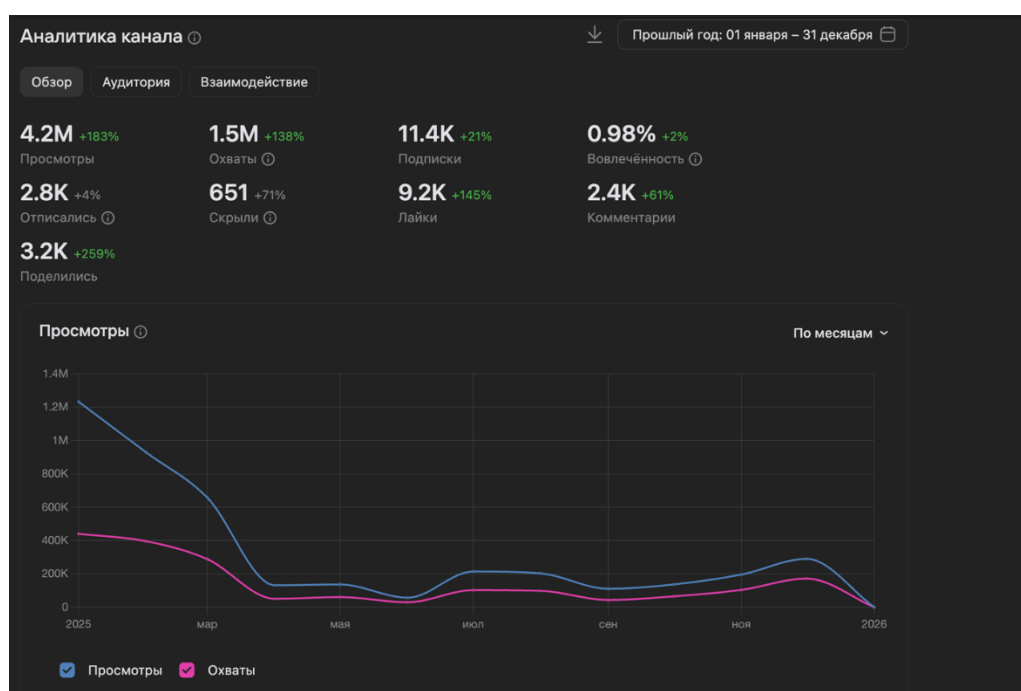 Аналитика канала
Прошлый год: 01 января – 31 декабря
Обзор Аудитория Взаимодействие
4.2M +183% 1.5M +138% 11.4K +21% 0.98% +2%
Просмотры Охваты Подписки Вовлечённость
2.8K +4% 651 +71% 9.2K +145% 2.4K +61%
Отписались Скрыли Лайки Комментарии
3.2K +259%
Поделились
Просмотры По месяцам
1.4M
1.2M
1M
800K
600K
400K
200K
0
2025 мар мая июл сен ноя 2026
Просмотры Охваты